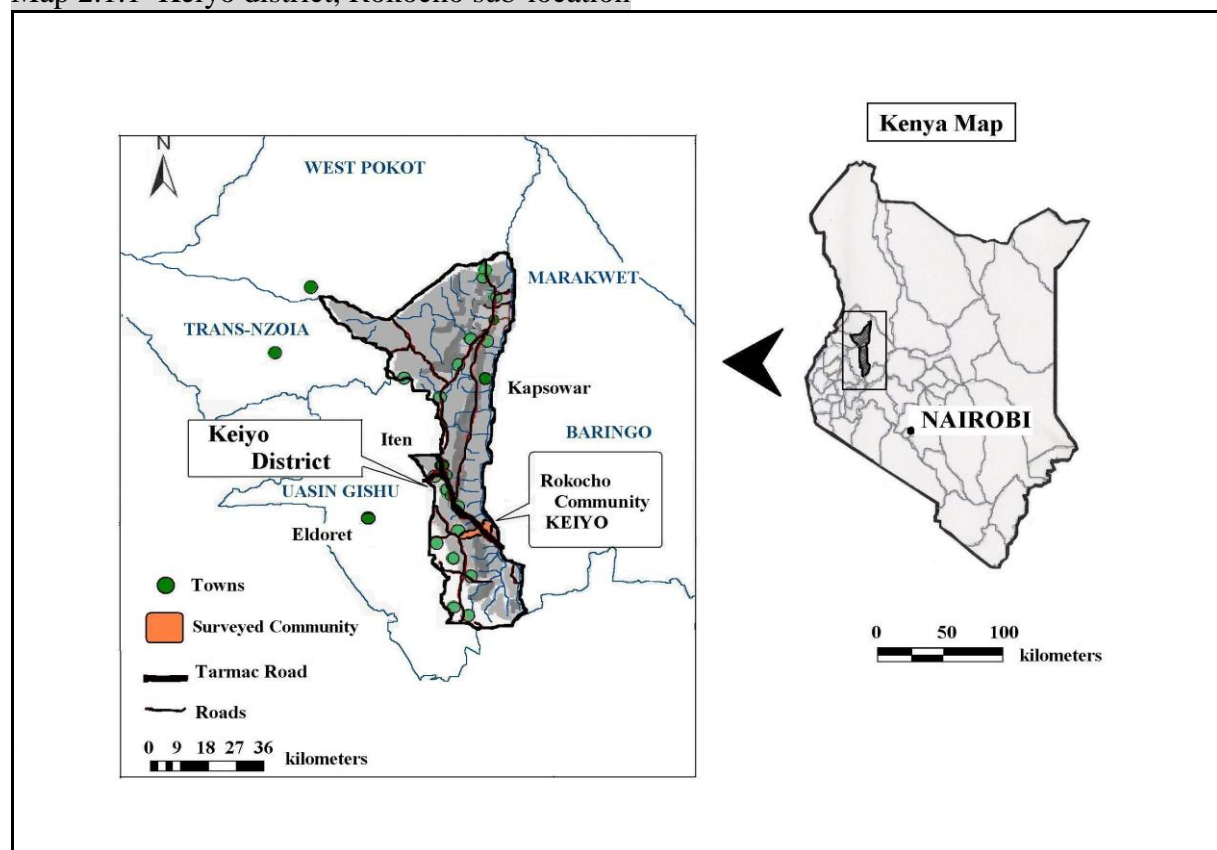 Map 2.1.1 Keiyo district, Rokocho sub-location
N
WEST POKOT
MARAKWET
TRANS-NZOIA
Kapsowar
Keiyo
District
Iten
BARINGO
Rokocho
Community
KEIYO
UASIN GISHU
Eldoret
Towns
Surveyed Community
Tarmac Road
Roads
0 9 18 27 36
kilometers
Kenya Map
NAIROBI
0 50 100
kilometers